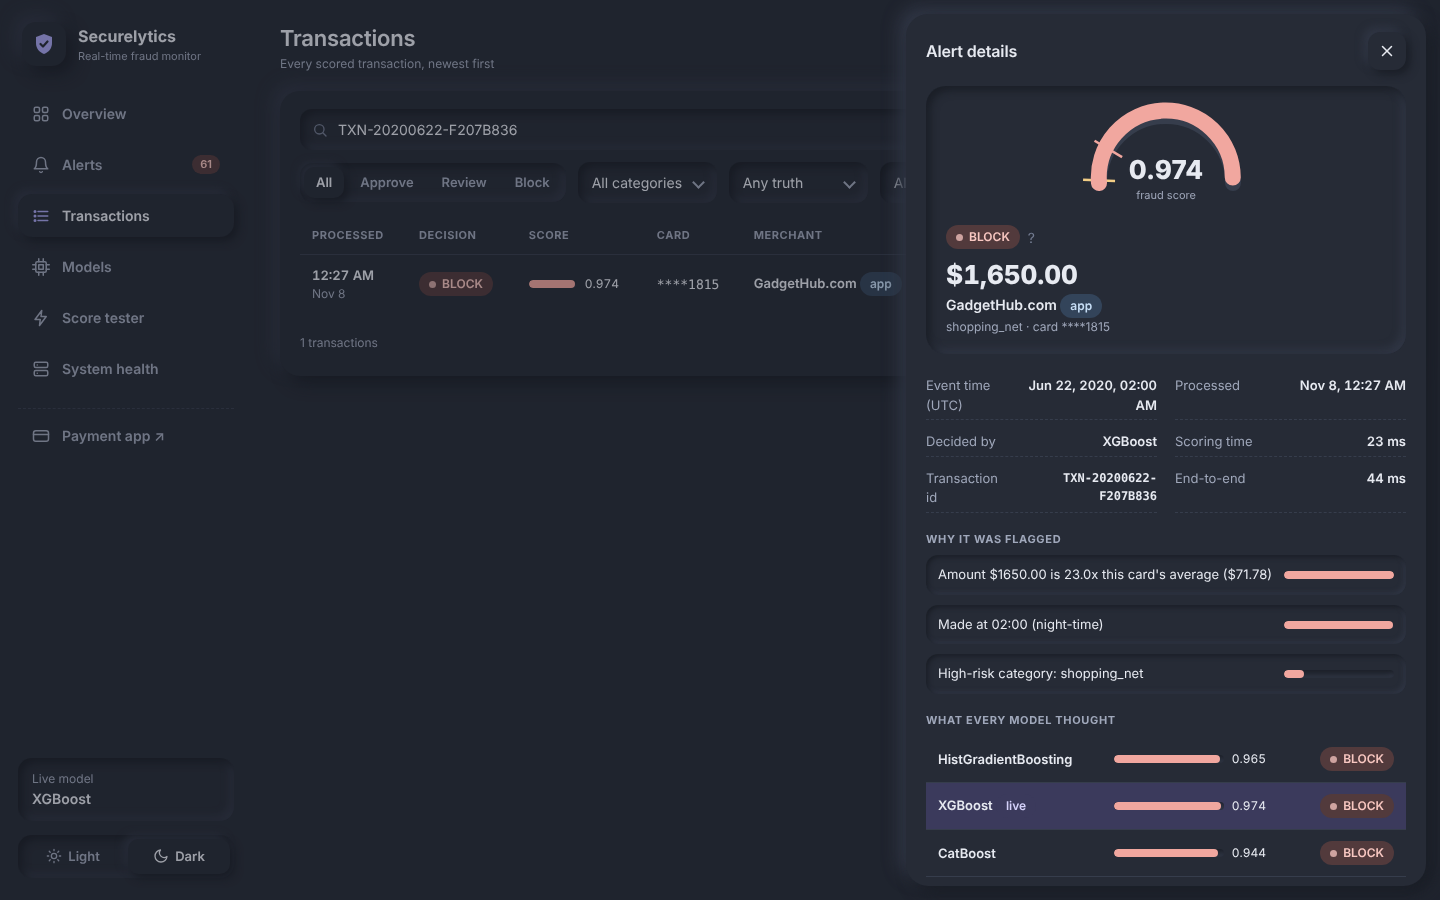 Securelytics
Real-time fraud monitor
Overview
Alerts 61
Transactions
Models
Score tester
System health
Payment app ↗
Live model
XGBoost
Light Dark
Transactions
Every scored transaction, newest first
TXN-20200622-F207B836
All Approve Review Block All categories Any truth
PROCESSED DECISION SCORE CARD MERCHANT
12:27 AM
Nov 8
BLOCK 0.974 ****1815 GadgetHub.com app
1 transactions
Alert details
0.974
fraud score
BLOCK ?
$1,650.00
GadgetHub.com app
shopping_net · card ****1815
Event time (UTC) Jun 22, 2020, 02:00 AM
Processed Nov 8, 12:27 AM
Decided by XGBoost
Scoring time 23 ms
Transaction id TXN-20200622-F207B836
End-to-end 44 ms
WHY IT WAS FLAGGED
Amount $1650.00 is 23.0x this card's average ($71.78)
Made at 02:00 (night-time)
High-risk category: shopping_net
WHAT EVERY MODEL THOUGHT
HistGradientBoosting 0.965 BLOCK
XGBoost live 0.974 BLOCK
CatBoost 0.944 BLOCK